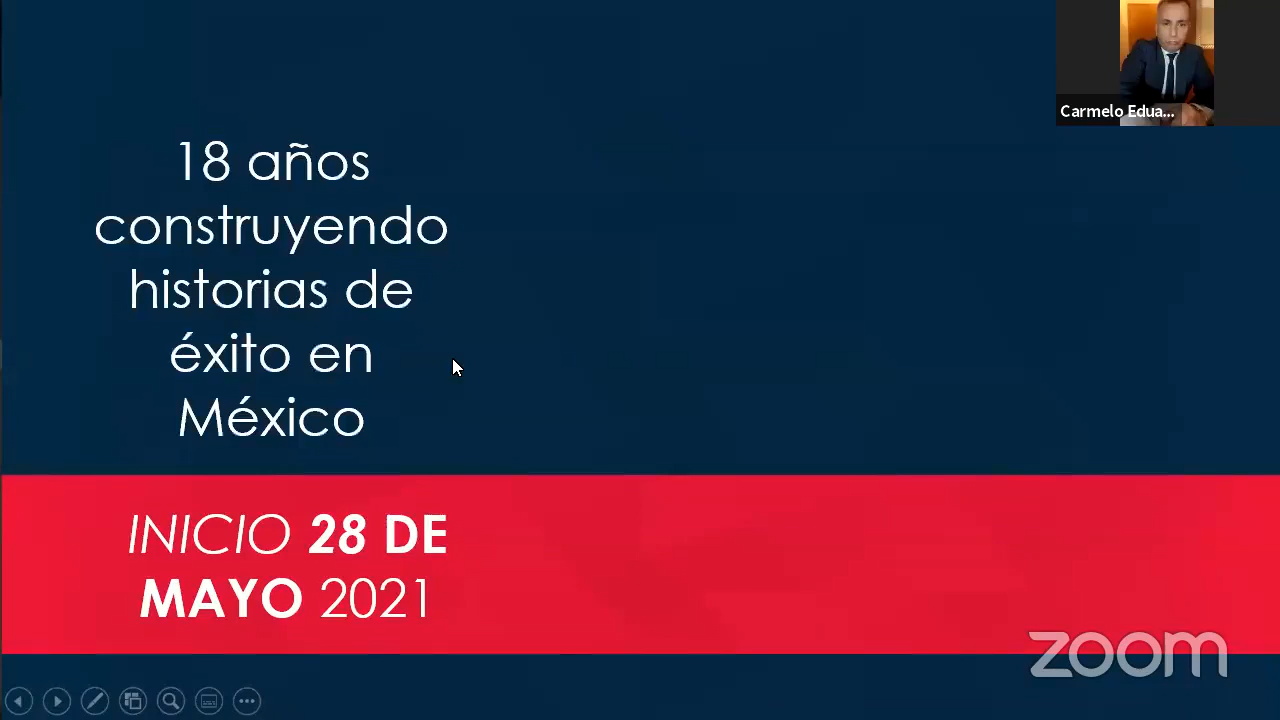 Carmelo Edua...
18 años
construyendo
historias de
éxito en
México
INICIO 28 DE
MAYO 2021
zoom